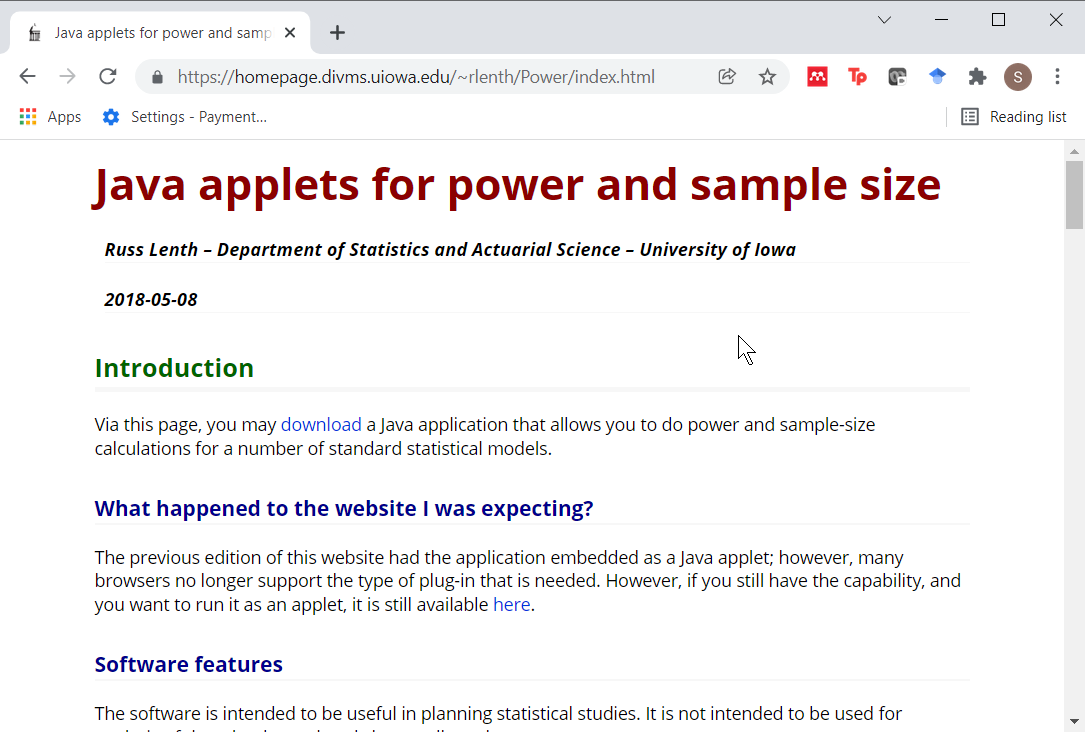 Java applets for power and samp
https://homepage.divms.uiowa.edu/~rlenth/Power/index.html
Tp
S
Apps
Settings - Payment...
Reading list
Java applets for power and sample size
Russ Lenth – Department of Statistics and Actuarial Science – University of Iowa
2018-05-08
Introduction
Via this page, you may download a Java application that allows you to do power and sample-size
calculations for a number of standard statistical models.
What happened to the website I was expecting?
The previous edition of this website had the application embedded as a Java applet; however, many
browsers no longer support the type of plug-in that is needed. However, if you still have the capability, and
you want to run it as an applet, it is still available here.
Software features
The software is intended to be useful in planning statistical studies. It is not intended to be used for